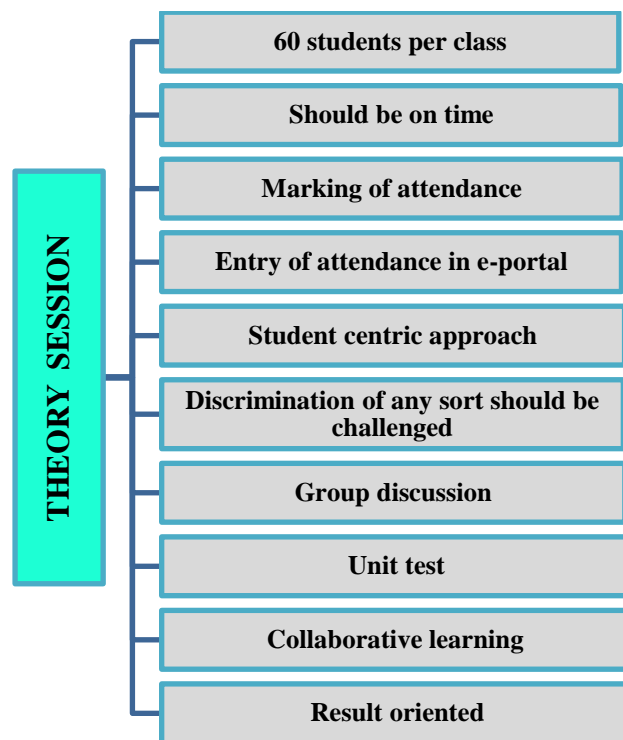 THEORY SESSION
60 students per class
Should be on time
Marking of attendance
Entry of attendance in e-portal
Student centric approach
Discrimination of any sort should be
challenged
Group discussion
Unit test
Collaborative learning
Result oriented